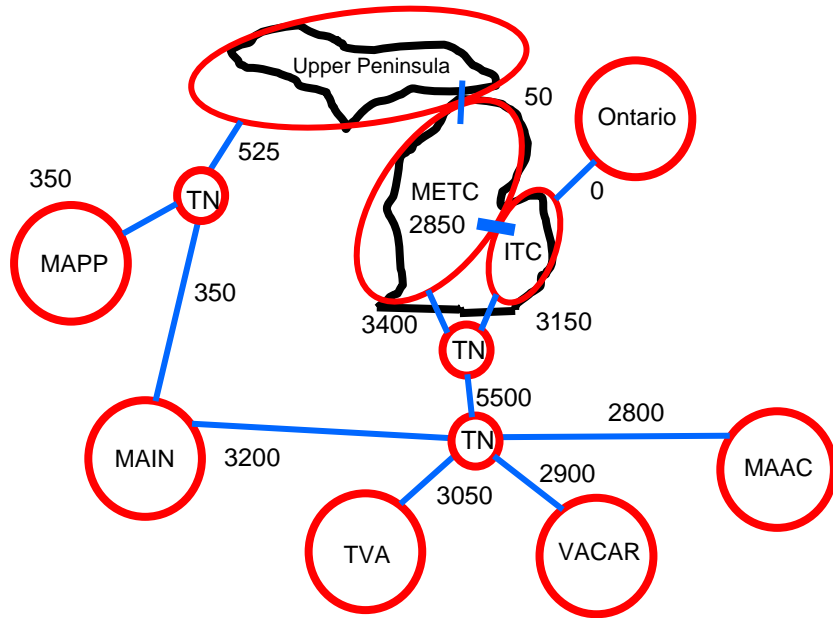 Upper Peninsula
50
Ontario
525
350
TN
METC
0
2850
ITC
MAPP
350
3400
3150
TN
5500
2800
TN
MAIN
3200
2900
MAAC
3050
TVA
VACAR